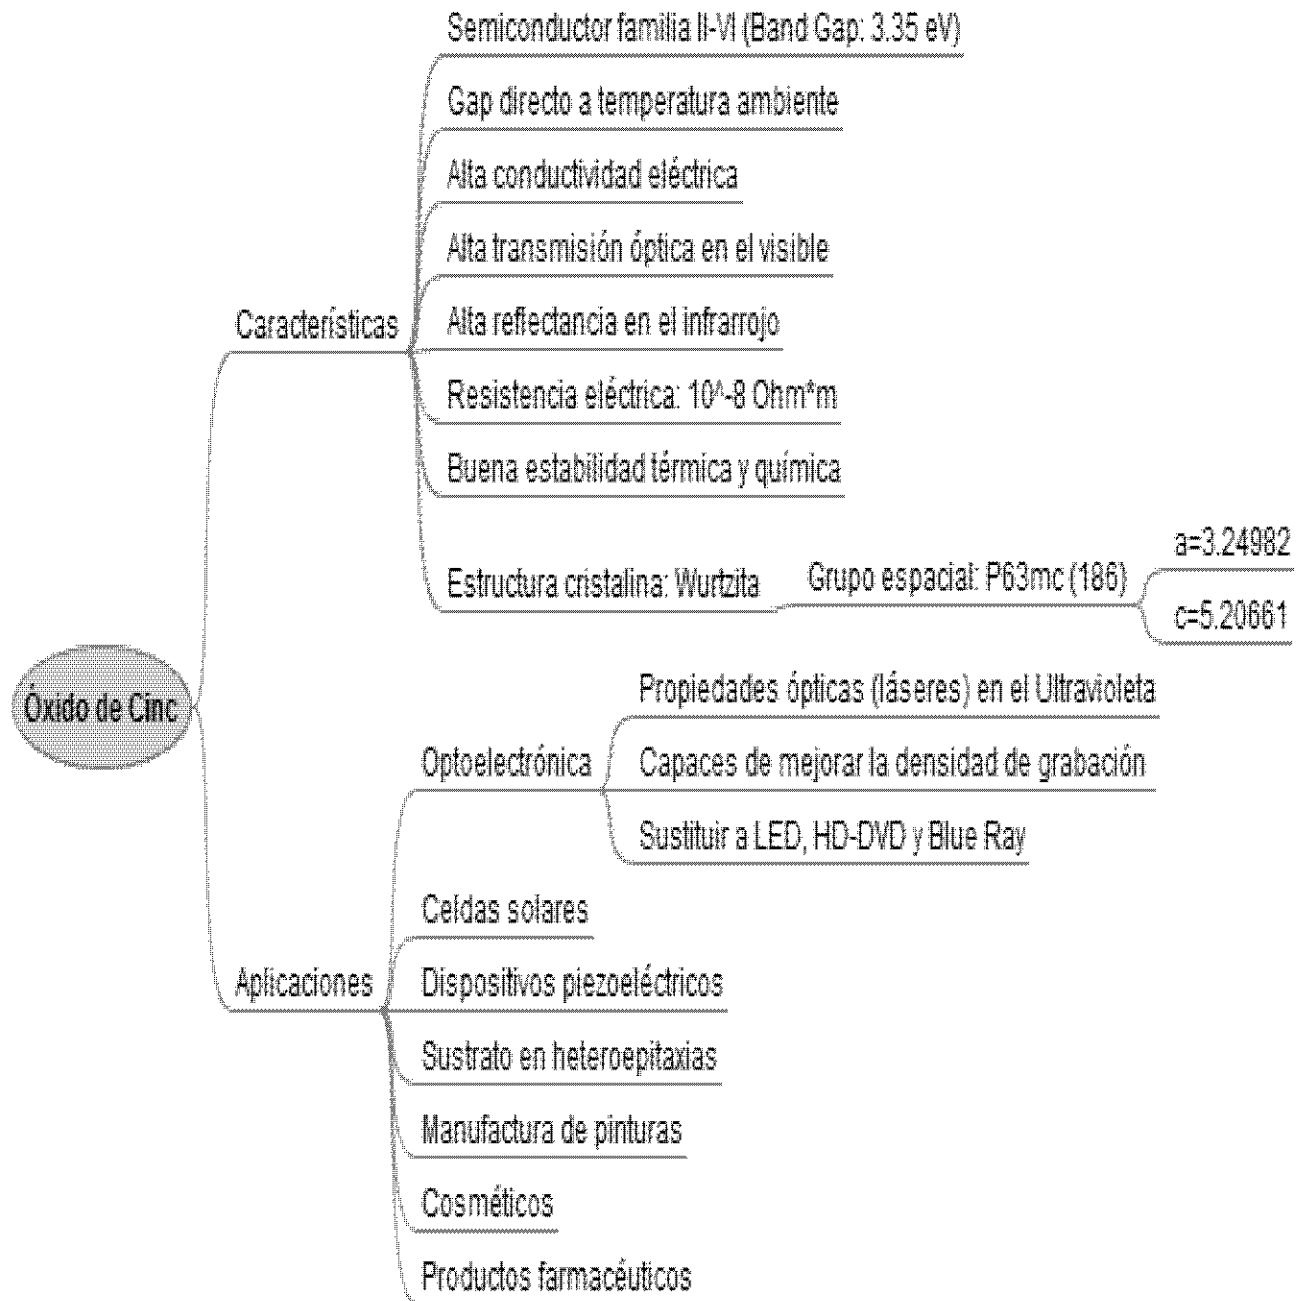 Semiconductor familia II-VI (Band Gap: 3.35 eV)
Gap directo a temperatura ambiente
Alta conductividad eléctrica
Alta transmisión óptica en el visible
Características
Alta reflectancia en el infrarrojo
Resistencia eléctrica: 10^-8 Ohm*m
Buena estabilidad térmica y química
Estructura cristalina: Wurtzita
Grupo espacial: P63mc (186)
a=3.24982
c=5.20661
Óxido de Cinc
Optoelectrónica
Propiedades ópticas (láseres) en el Ultravioleta
Capaces de mejorar la densidad de grabación
Sustituir a LED, HD-DVD y Blue Ray
Celdas solares
Aplicaciones
Dispositivos piezoeléctricos
Sustrato en heteroepitaxias
Manufactura de pinturas
Cosméticos
Productos farmacéuticos